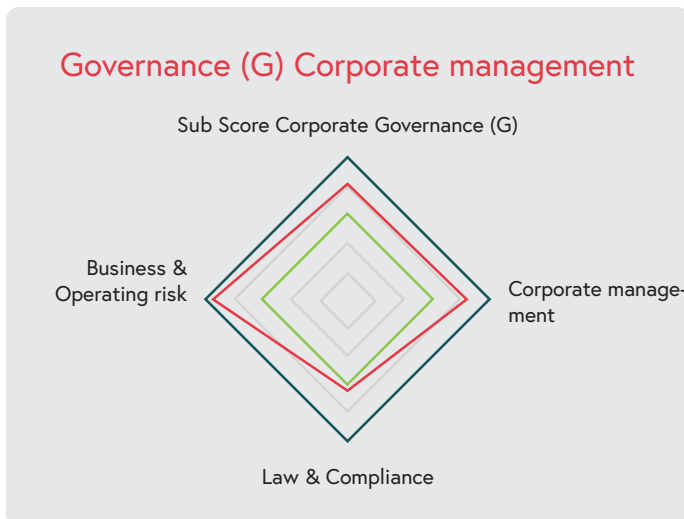 Governance (G) Corporate management
Sub Score Corporate Governance (G)
Business &
Operating risk
Corporate manage-
ment
Law & Compliance